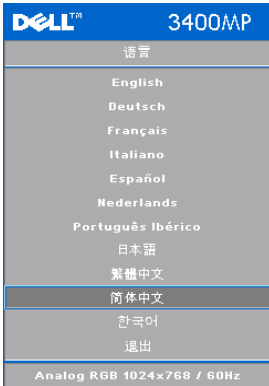 DELL™ 3400MP
语言
English
Deutsch
Français
Italiano
Español
Nederlands
Português Ibérico
日本語
繁體中文
简体中文
한국어
退出
Analog RGB 1024x768 / 60Hz